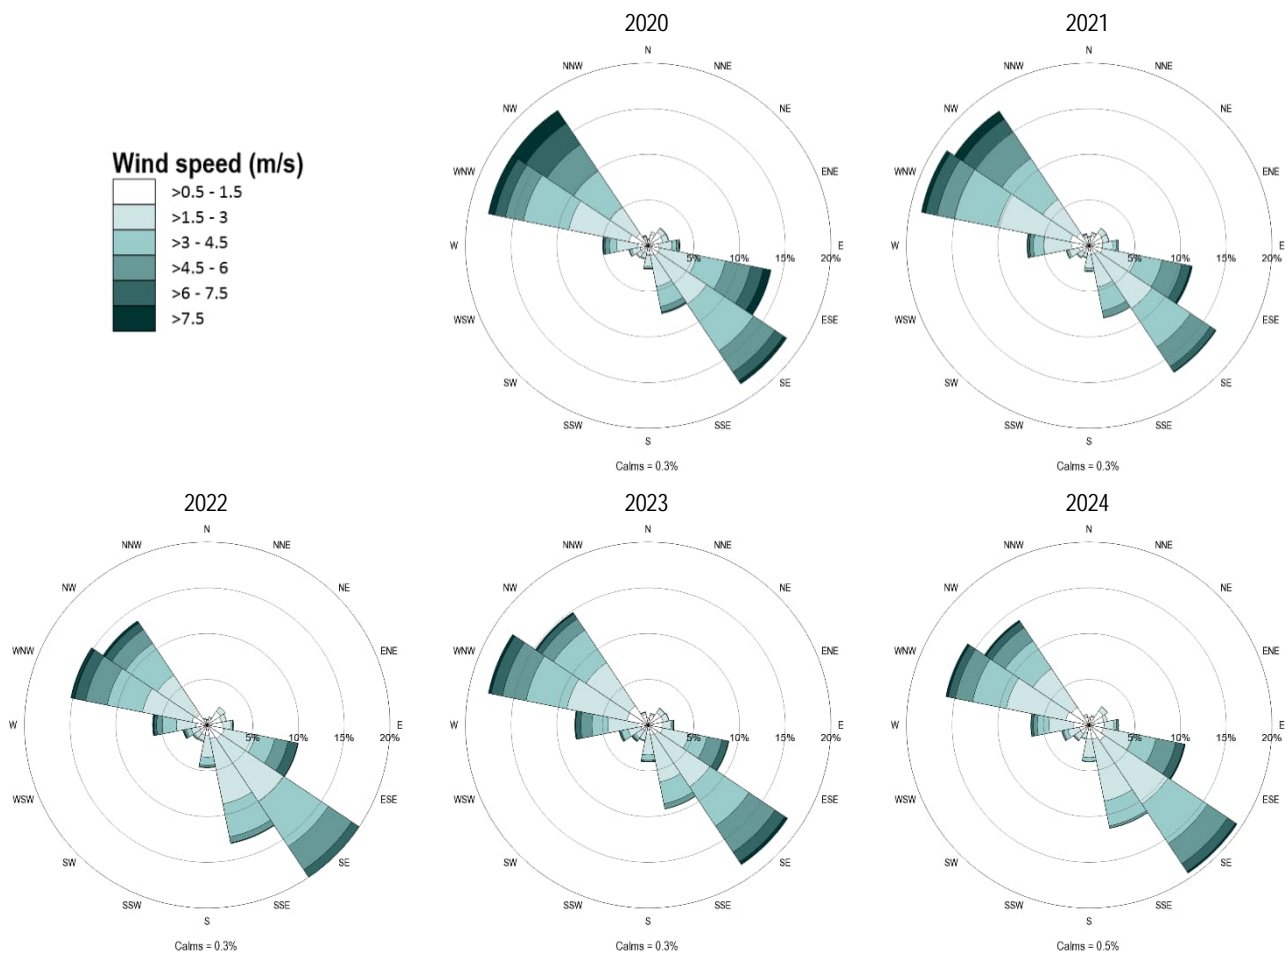 2020
N
NNW
NNE
NW
NE
WNW
ENE
W
5%
10%
15%
20%
E
WSW
ESE
SW
SE
SSW
SSE
S
Calms = 0.3%
2021
N
NNW
NNE
NW
NE
WNW
ENE
W
5%
10%
15%
20%
E
WSW
ESE
SW
SE
SSW
SSE
S
Calms = 0.3%
Wind speed (m/s)
>0.5 - 1.5
>1.5 - 3
>3 - 4.5
>4.5 - 6
>6 - 7.5
>7.5
2022
N
NNW
NNE
NW
NE
WNW
ENE
W
5%
10%
15%
20%
E
WSW
ESE
SW
SE
SSW
SSE
S
Calms = 0.3%
2023
N
NNW
NNE
NW
NE
WNW
ENE
W
5%
10%
15%
20%
E
WSW
ESE
SW
SE
SSW
SSE
S
Calms = 0.3%
2024
N
NNW
NNE
NW
NE
WNW
ENE
W
5%
10%
15%
20%
E
WSW
ESE
SW
SE
SSW
SSE
S
Calms = 0.5%